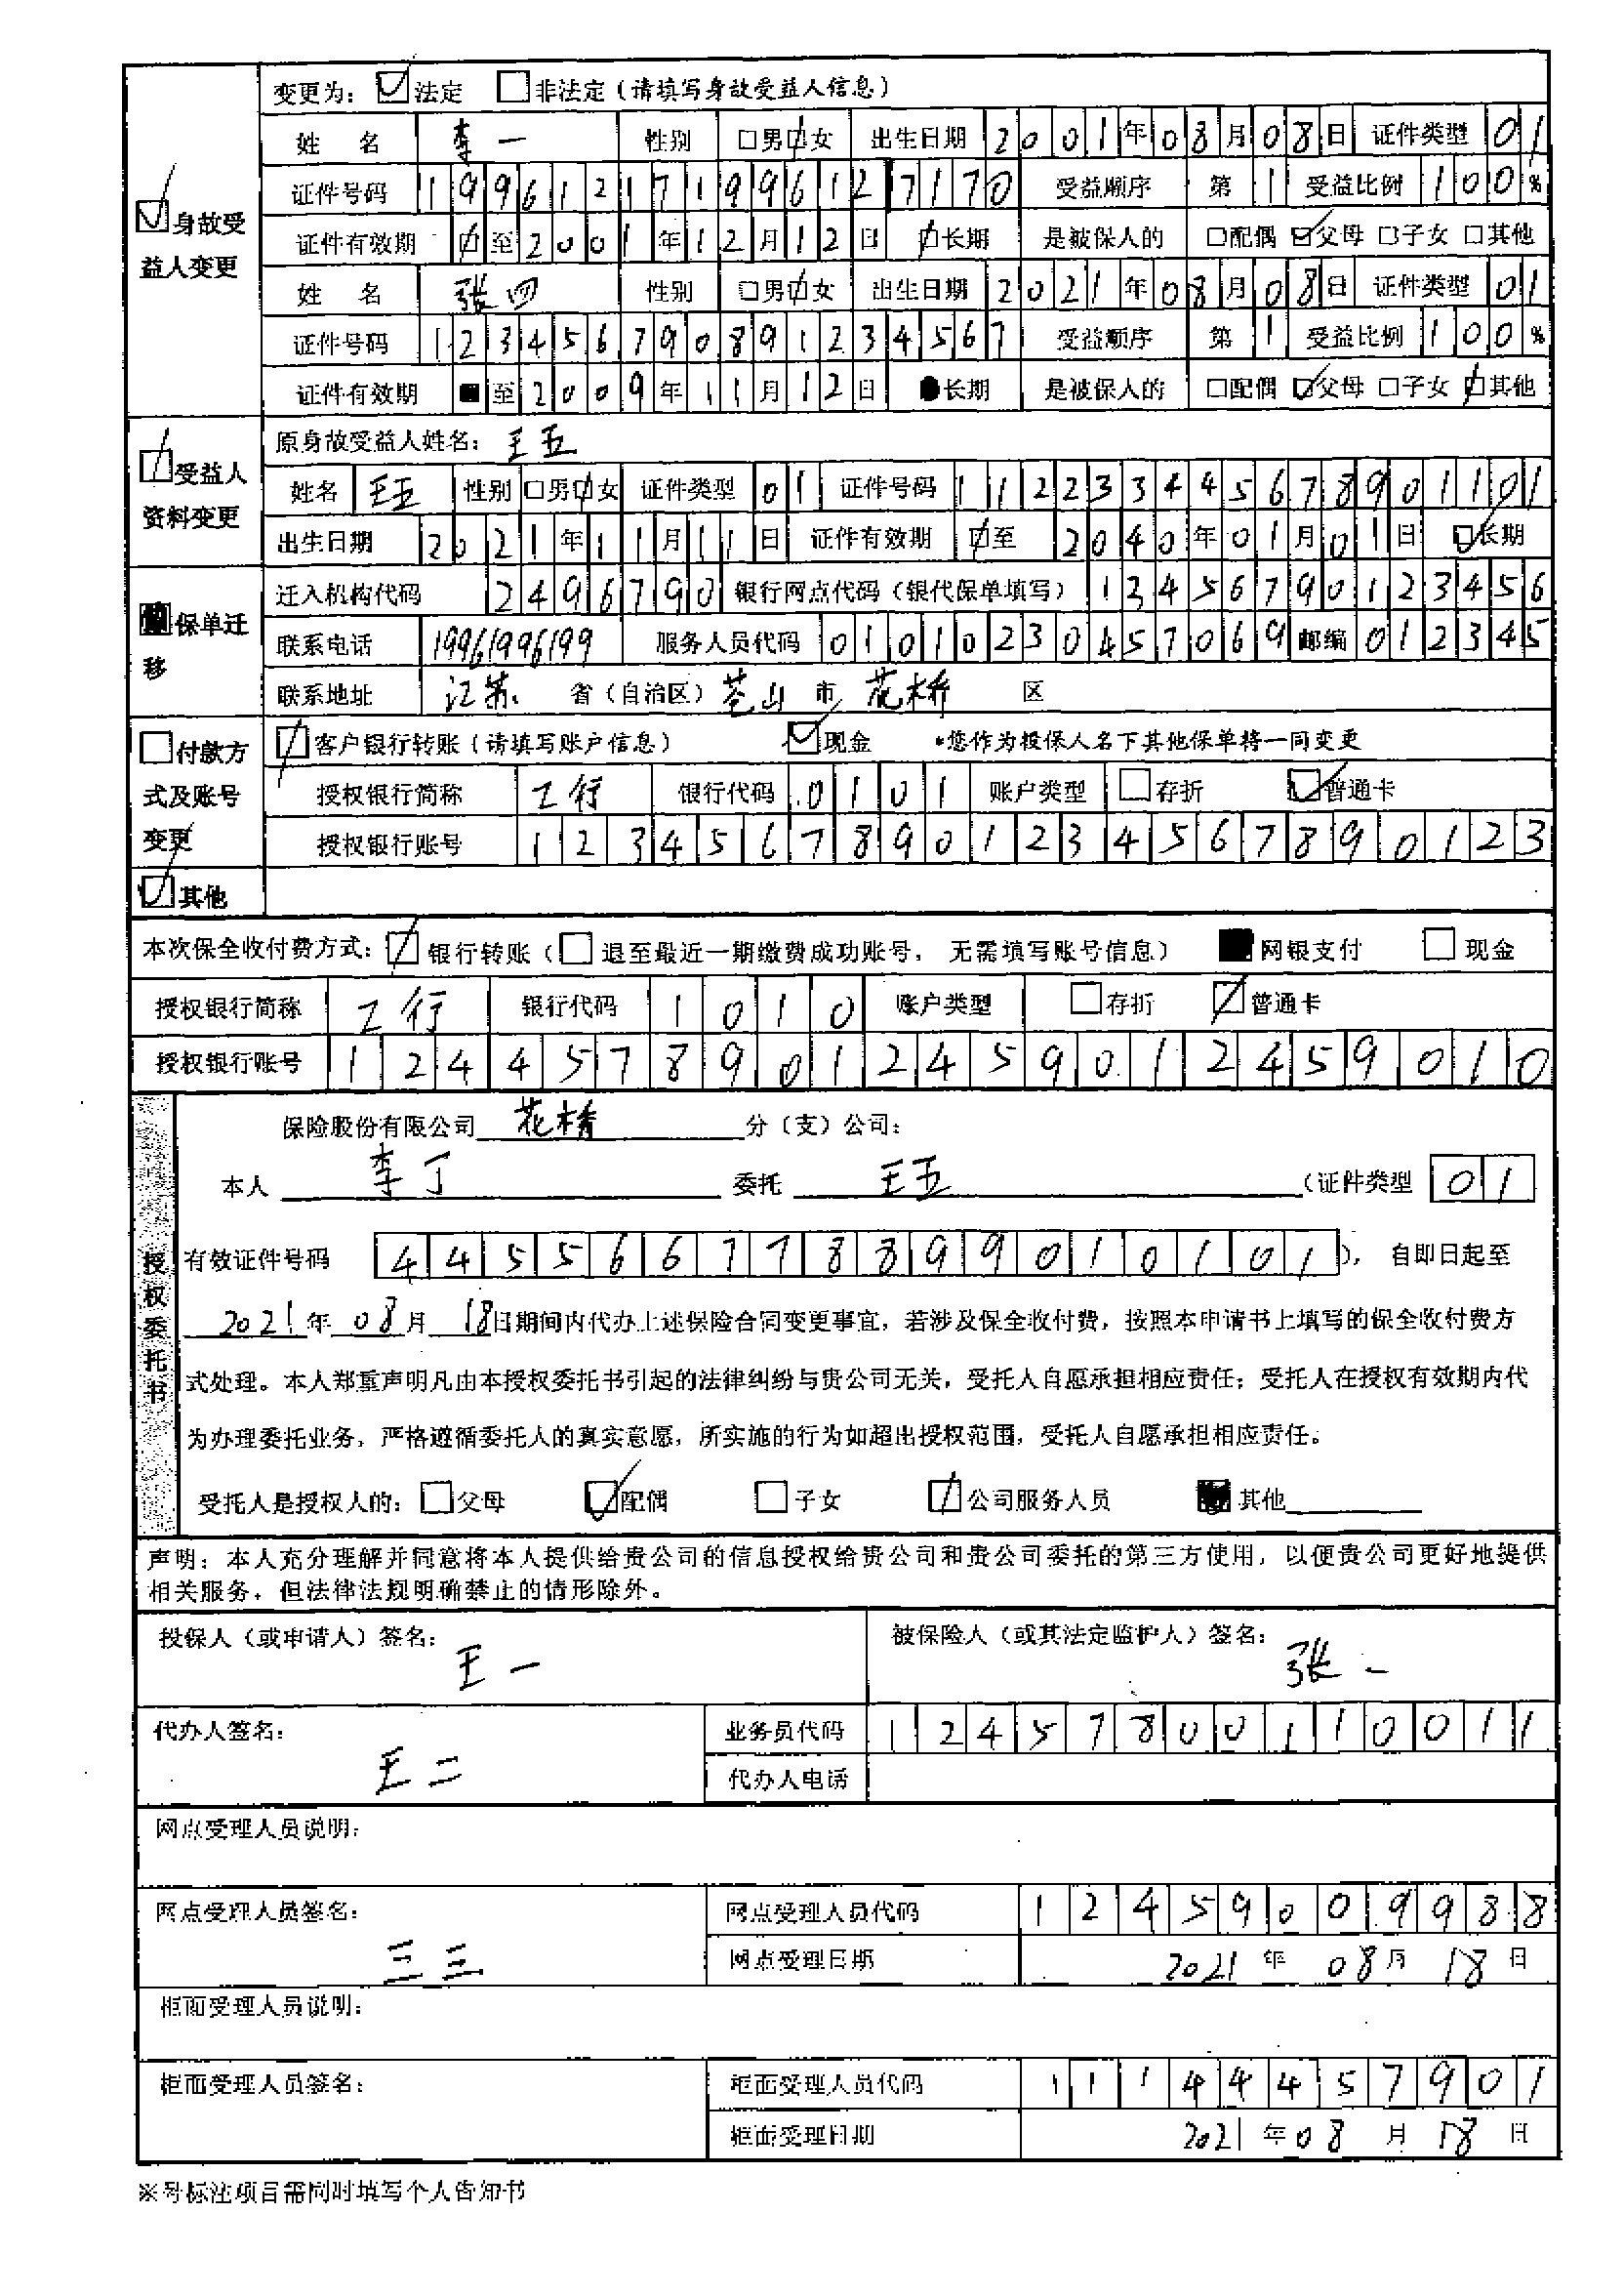 变更为： ☑法定 □非法定（请填写身故受益人信息）
☑身故受益人变更
姓 名 李一 性别 □男☑女 出生日期 2001年08月08日 证件类型 01
证件号码 199612171996127170 受益顺序 第1 受益比例 100%
证件有效期 ☑至2001年12月12日 ☑长期 是被保人的 □配偶☑父母□子女□其他
姓 名 张四 性别 □男☑女 出生日期 2021年08月08日 证件类型 01
证件号码 123456790891234567 受益顺序 第1 受益比例 100%
证件有效期 ■至2009年11月12日 ●长期 是被保人的 □配偶☑父母□子女☑其他
☑受益人资料变更
原身故受益人姓名：王五
姓名 王五 性别 □男☑女 证件类型 01 证件号码 112233445678901101
出生日期 2021年11月11日 证件有效期 ☑至 2040年01月01日 ☑长期
■保单迁移
迁入机构代码 2496790 银行网点代码（银代保单填写） 13456790123456
联系电话 19961996199 服务人员代码 01010230457069 邮编 012345
联系地址 江苏 省（自治区） 市 花桥 区
□付款方式及账号变更
☑客户银行转账（请填写账户信息） ☑现金 *您作为投保人名下其他保单将一同变更
授权银行简称 工行 银行代码 0101 账户类型 □存折 ☑普通卡
授权银行账号 12345678901234567890123
☑其他
本次保全收付费方式： ☑银行转账（□退至最近一期缴费成功账号，无需填写账号信息） ■网银支付 □现金
授权银行简称 工行 银行代码 1010 账户类型 □存折 ☑普通卡
授权银行账号 12445789012459012459010
授权委托书
保险股份有限公司 花桥 分（支）公司：
本人 李丁 委托 王五 （证件类型 01
有效证件号码 445566778899010101）， 自即日起至
2021年08月18日期间内代办上述保险合同变更事宜，若涉及保全收付费，按照本申请书上填写的保全收付费方
式处理。本人郑重声明凡由本授权委托书引起的法律纠纷与贵公司无关，受托人自愿承担相应责任；受托人在授权有效期内代
为办理委托业务，严格遵循委托人的真实意愿，所实施的行为如超出授权范围，受托人自愿承担相应责任。
受托人是授权人的： □父母 ☑配偶 □子女 ☑公司服务人员 ■其他
声明：本人充分理解并同意将本人提供给贵公司的信息授权给贵公司和贵公司委托的第三方使用，以便贵公司更好地提供
相关服务，但法律法规明确禁止的情形除外。
投保人（或申请人）签名： 王一 被保险人（或其法定监护人）签名： 张一
代办人签名： 王二 业务员代码 12457800110011
代办人电话
网点受理人员说明：
网点受理人员签名： 三三 网点受理人员代码 12459009988
网点受理日期 2021年08月18日
柜面受理人员说明：
柜面受理人员签名： 柜面受理人员代码 11144457901
柜面受理日期 2021年08月18日
※号标注项目需同时填写个人告知书